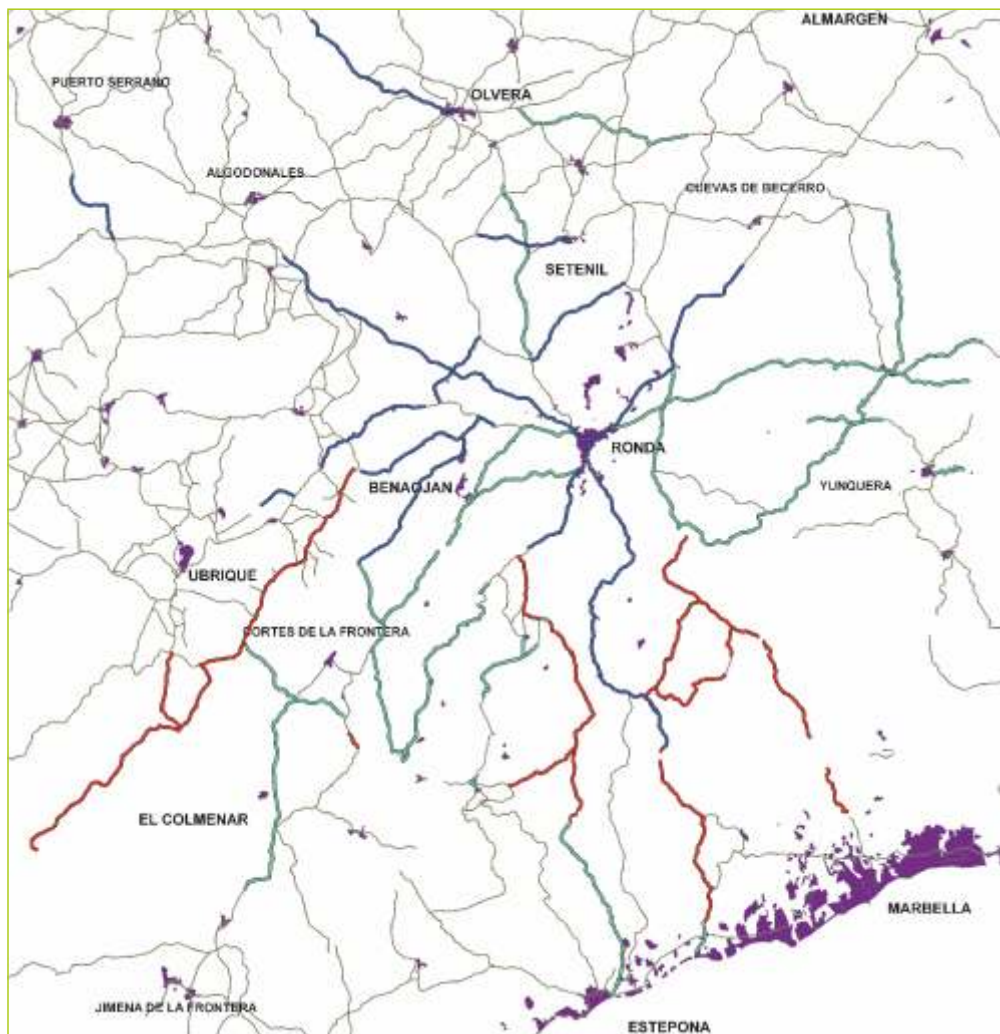 ALMARGEN
PUERTO SERRANO
OLVERA
ALGODONALES
CUEVAS DE BECERRO
SETENIL
RONDA
BENAOJAN
YUNQUERA
UBRIQUE
CORTES DE LA FRONTERA
EL COLMENAR
MARBELLA
JIMENA DE LA FRONTERA
ESTEPONA